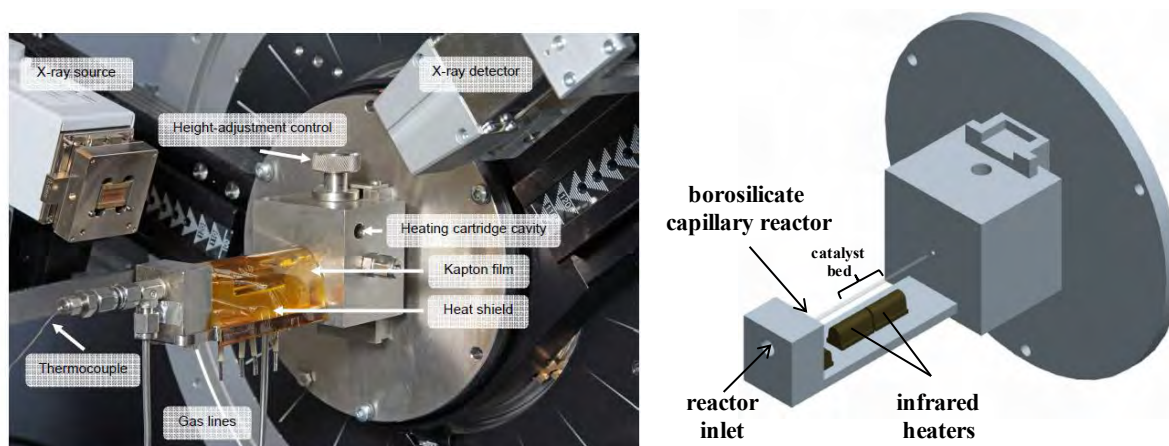 X-ray source
X-ray detector
Height-adjustment control
Heating cartridge cavity
Kapton film
Heat shield
Thermocouple
Gas lines
borosilicate
capillary reactor
catalyst
bed
reactor
inlet
infrared
heaters